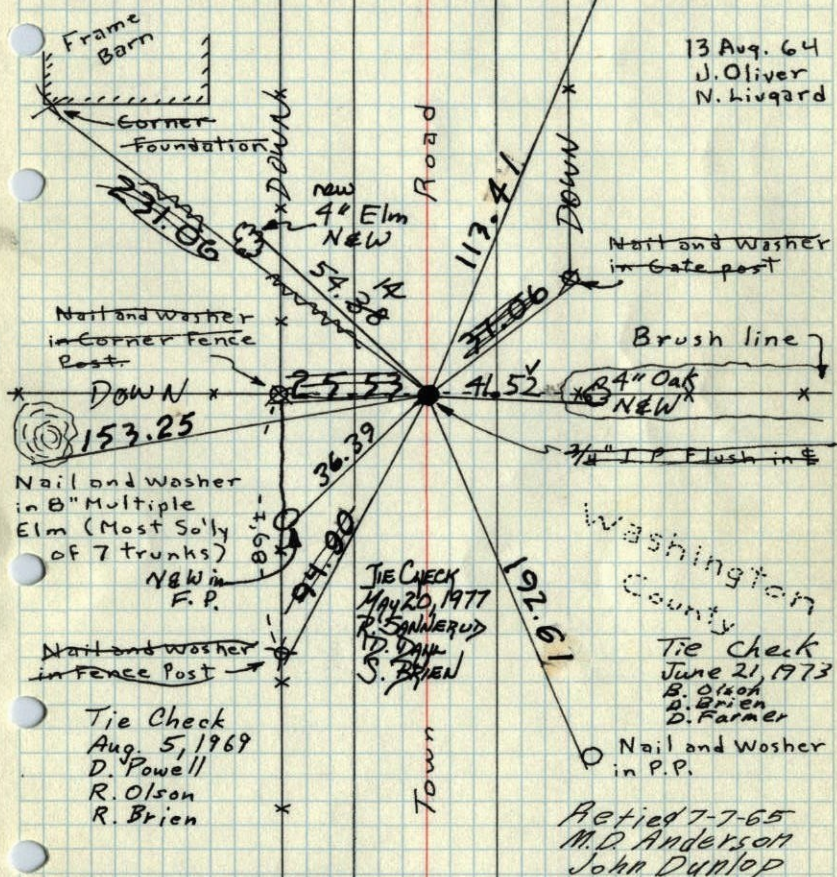 Frame
Barn
13 Aug. 64
J. Oliver
N. Livgard
Corner
Foundation
DOWN
Road
DOWN
new
4" Elm
N&W
231.06
113.41
54.38
Nail and Washer
in Gate post
31.06
Nail and Washer
in Corner Fence
Post.
Brush line
DOWN
25.53
41.52
4" Oak
N&W
153.25
36.39
3/4" I.P. Flush in ℄
Nail and Washer
in 8" Multiple
Elm (Most So'ly
of 7 trunks)
N&W in
F.P.
94.90
192.61
Washington
County
TIE CHECK
MAY 20, 1977
R. SANNERUD
D. DAHL
S. BRIEN
Tie Check
June 21, 1973
B. Olson
D. Brien
D. Farmer
Nail and Washer
in Fence Post
Tie Check
Aug. 5, 1969
D. Powell
R. Olson
R. Brien
Town
Nail and Washer
in P.P.
Retied 7-7-65
M.D. Anderson
John Dunlop